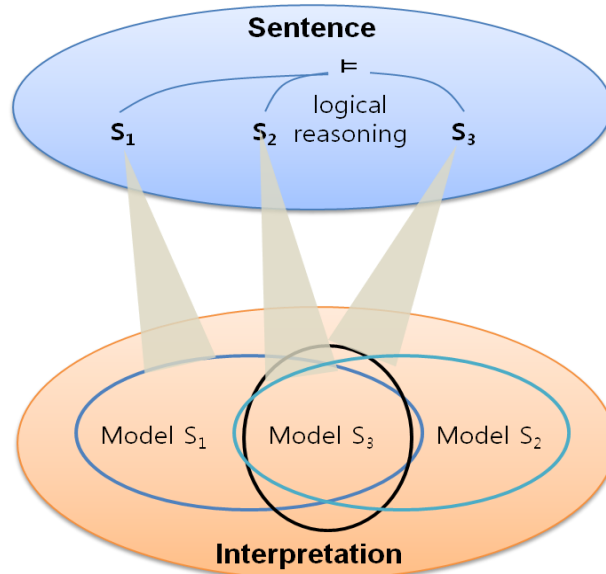 Sentence
⊨
logical
reasoning
S₁ S₂ S₃
Model S₁ Model S₃ Model S₂
Interpretation